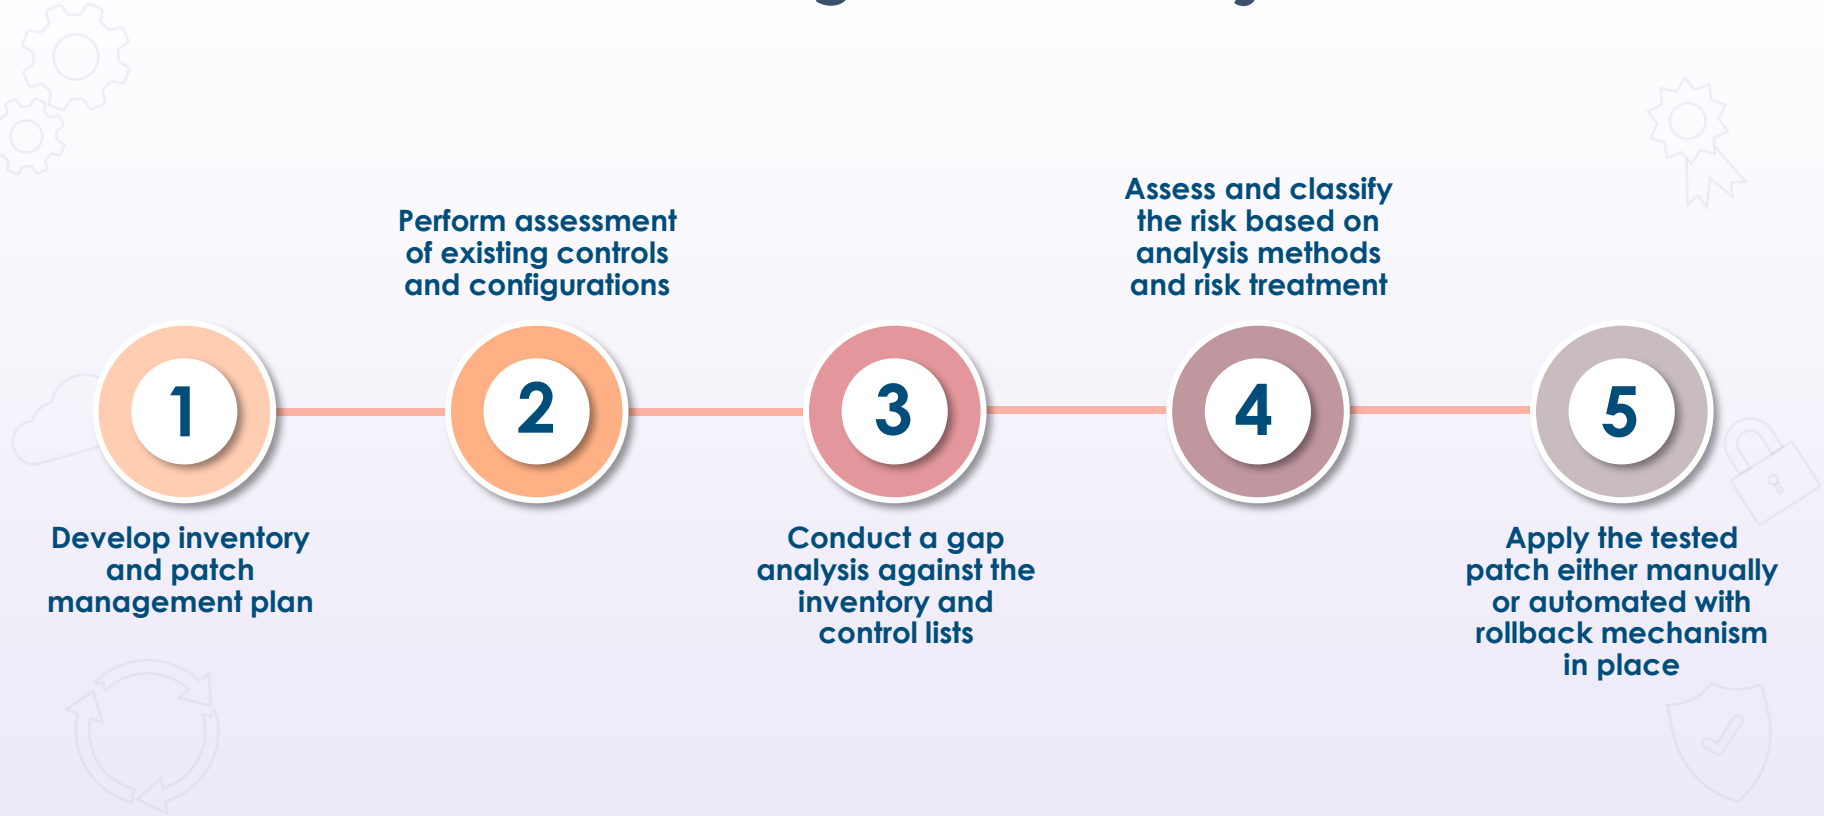 1
Develop inventory
and patch
management plan
Perform assessment
of existing controls
and configurations
2
3
Conduct a gap
analysis against the
inventory and
control lists
Assess and classify
the risk based on
analysis methods
and risk treatment
4
5
Apply the tested
patch either manually
or automated with
rollback mechanism
in place